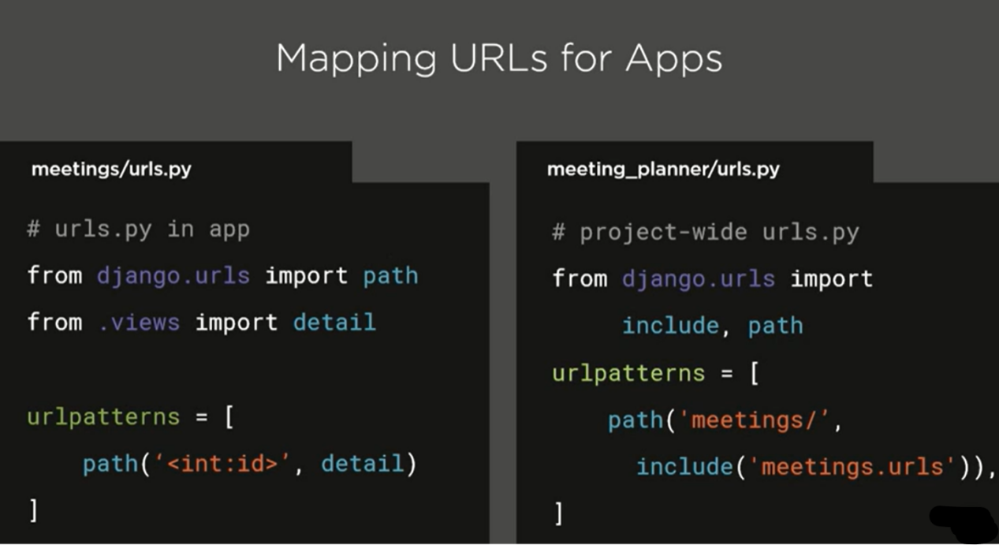 Mapping URLs for Apps
meetings/urls.py
# urls.py in app
from django.urls import path
from .views import detail
urlpatterns = [
path(‘<int:id>’, detail)
]
meeting_planner/urls.py
# project-wide urls.py
from django.urls import
include, path
urlpatterns = [
path('meetings/’,
include('meetings.urls')),
]